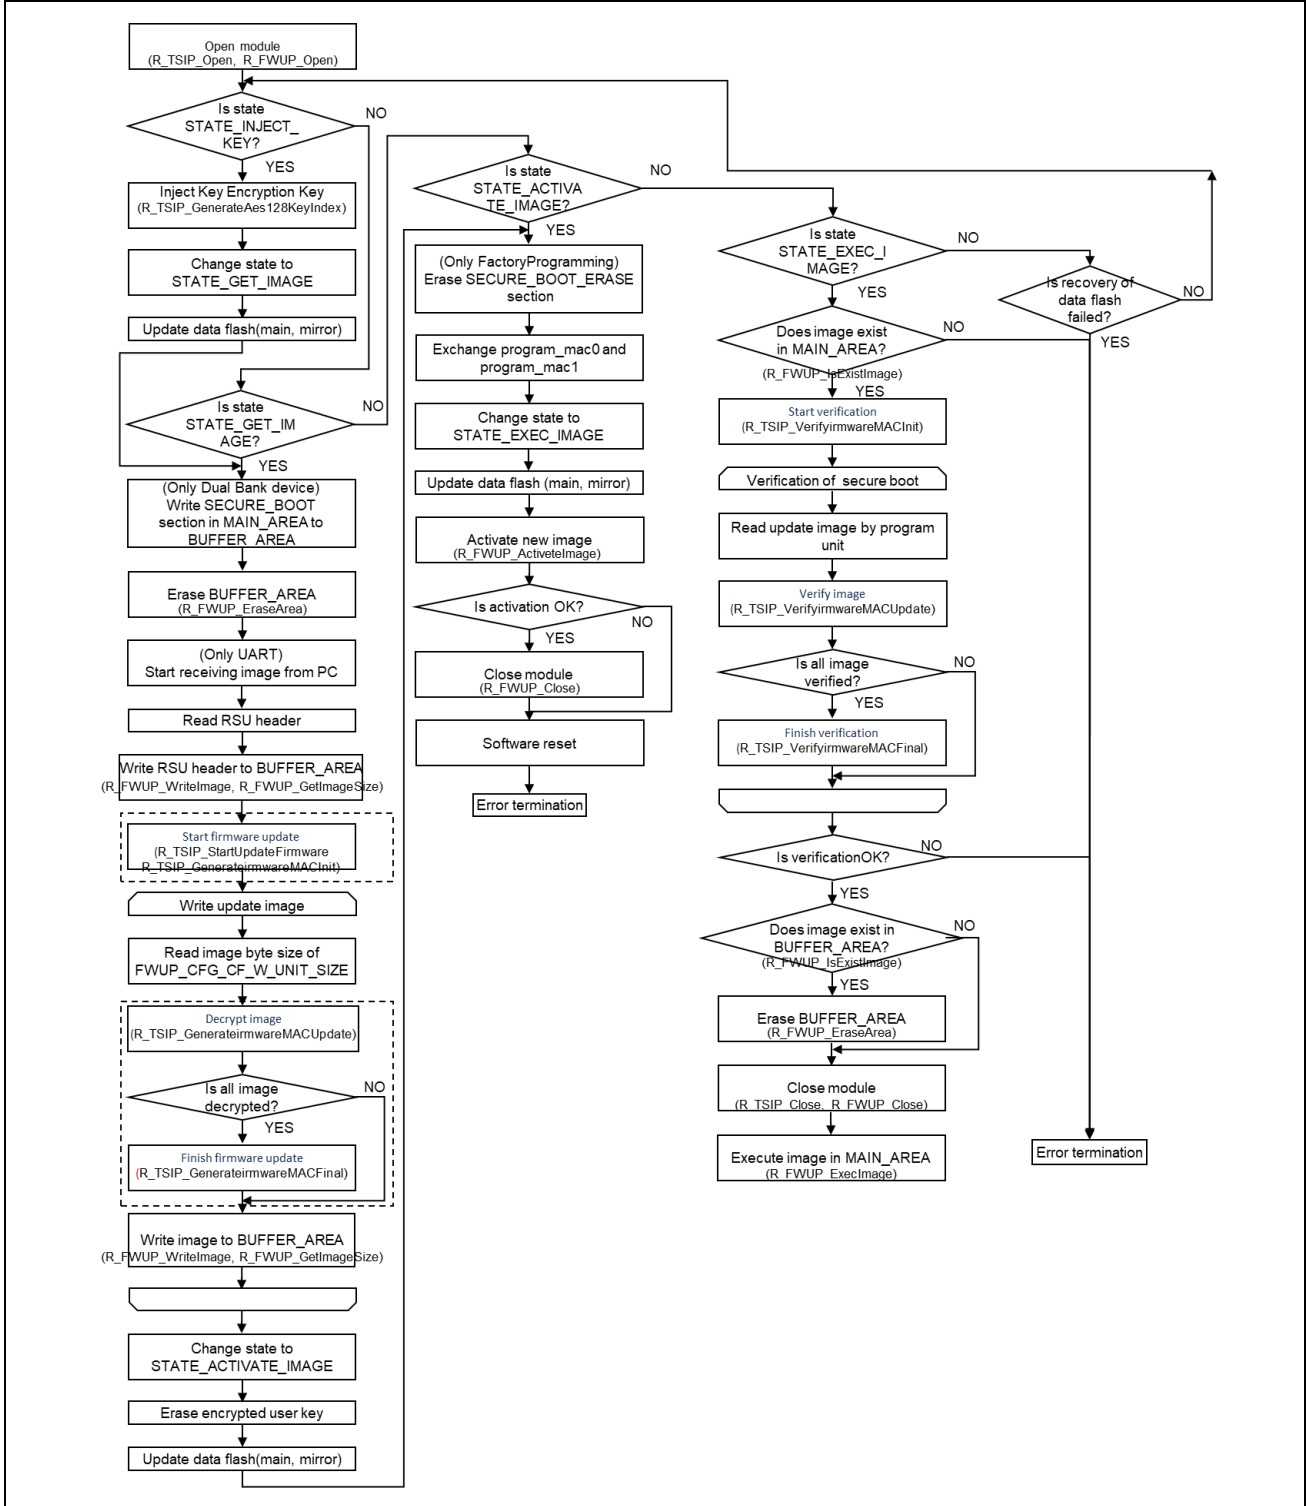 Open module
(R_TSIP_Open, R_FWUP_Open)
Is state
STATE_INJECT_
KEY?
NO
YES
Inject Key Encryption Key
(R_TSIP_GenerateAes128KeyIndex)
Change state to
STATE_GET_IMAGE
Update data flash(main, mirror)
Is state
STATE_GET_IM
AGE?
NO
YES
(Only Dual Bank device)
Write SECURE_BOOT
section in MAIN_AREA to
BUFFER_AREA
Erase BUFFER_AREA
(R_FWUP_EraseArea)
(Only UART)
Start receiving image from PC
Read RSU header
Write RSU header to BUFFER_AREA
(R_FWUP_WriteImage, R_FWUP_GetImageSize)
Start firmware update
(R_TSIP_StartUpdateFirmware
R_TSIP_GenerateirmwareMACInit)
Write update image
Read image byte size of
FWUP_CFG_CF_W_UNIT_SIZE
Decrypt image
(R_TSIP_GenerateirmwareMACUpdate)
Is all image
decrypted?
NO
YES
Finish firmware update
(R_TSIP_GenerateirmwareMACFinal)
Write image to BUFFER_AREA
(R_FWUP_WriteImage, R_FWUP_GetImageSize)
Change state to
STATE_ACTIVATE_IMAGE
Erase encrypted user key
Update data flash(main, mirror)
Is state
STATE_ACTIVA
TE_IMAGE?
NO
YES
(Only FactoryProgramming)
Erase SECURE_BOOT_ERASE
section
Exchange program_mac0 and
program_mac1
Change state to
STATE_EXEC_IMAGE
Update data flash (main, mirror)
Activate new image
(R_FWUP_ActiveteImage)
Is activation OK?
NO
YES
Close module
(R_FWUP_Close)
Software reset
Error termination
Is state
STATE_EXEC_I
MAGE?
NO
YES
Is recovery of
data flash
failed?
NO
YES
Does image exist
in MAIN_AREA?
(R_FWUP_IsExistImage)
NO
YES
Start verification
(R_TSIP_VerifyirmwareMACInit)
Verification of secure boot
Read update image by program
unit
Verify image
(R_TSIP_VerifyirmwareMACUpdate)
Is all image
verified?
NO
YES
Finish verification
(R_TSIP_VerifyirmwareMACFinal)
Is verificationOK?
NO
YES
Does image exist in
BUFFER_AREA?
(R_FWUP_IsExistImage)
NO
YES
Erase BUFFER_AREA
(R_FWUP_EraseArea)
Close module
(R_TSIP_Close, R_FWUP_Close)
Execute image in MAIN_AREA
(R_FWUP_ExecImage)
Error termination